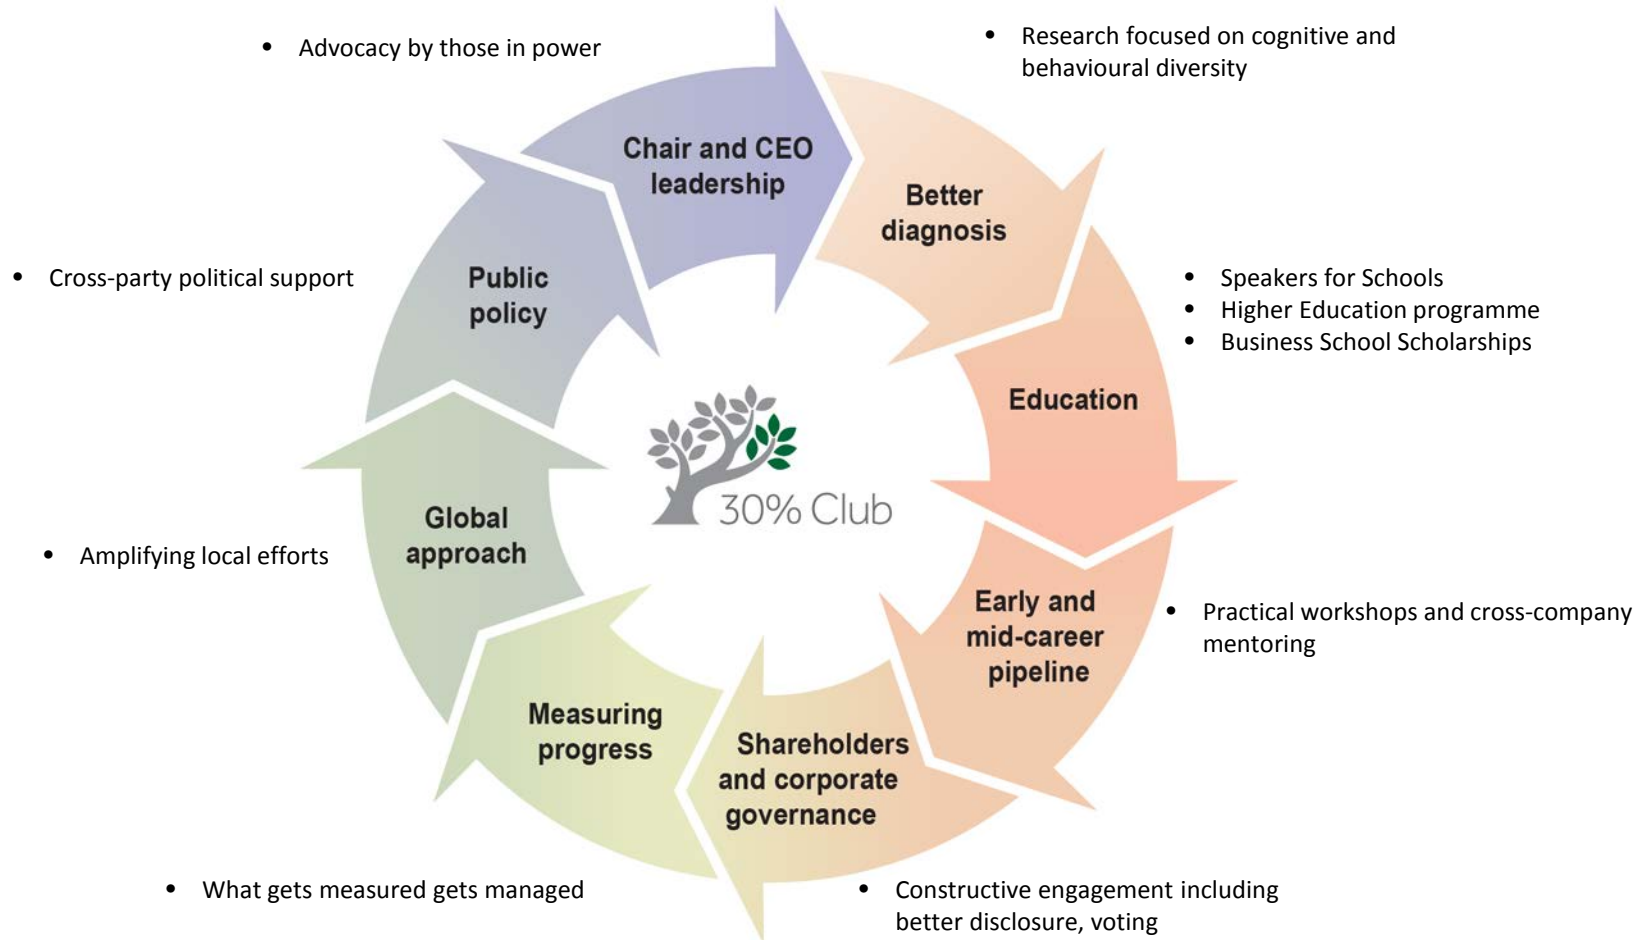 • Advocacy by those in power
• Research focused on cognitive and
behavioural diversity
Chair and CEO
leadership
Better
diagnosis
Public
policy
• Cross-party political support
• Speakers for Schools
• Higher Education programme
• Business School Scholarships
Education
30% Club
Global
approach
• Amplifying local efforts
Early and
mid-career
pipeline
• Practical workshops and cross-company
mentoring
Measuring
progress
Shareholders
and corporate
governance
• What gets measured gets managed
• Constructive engagement including
better disclosure, voting